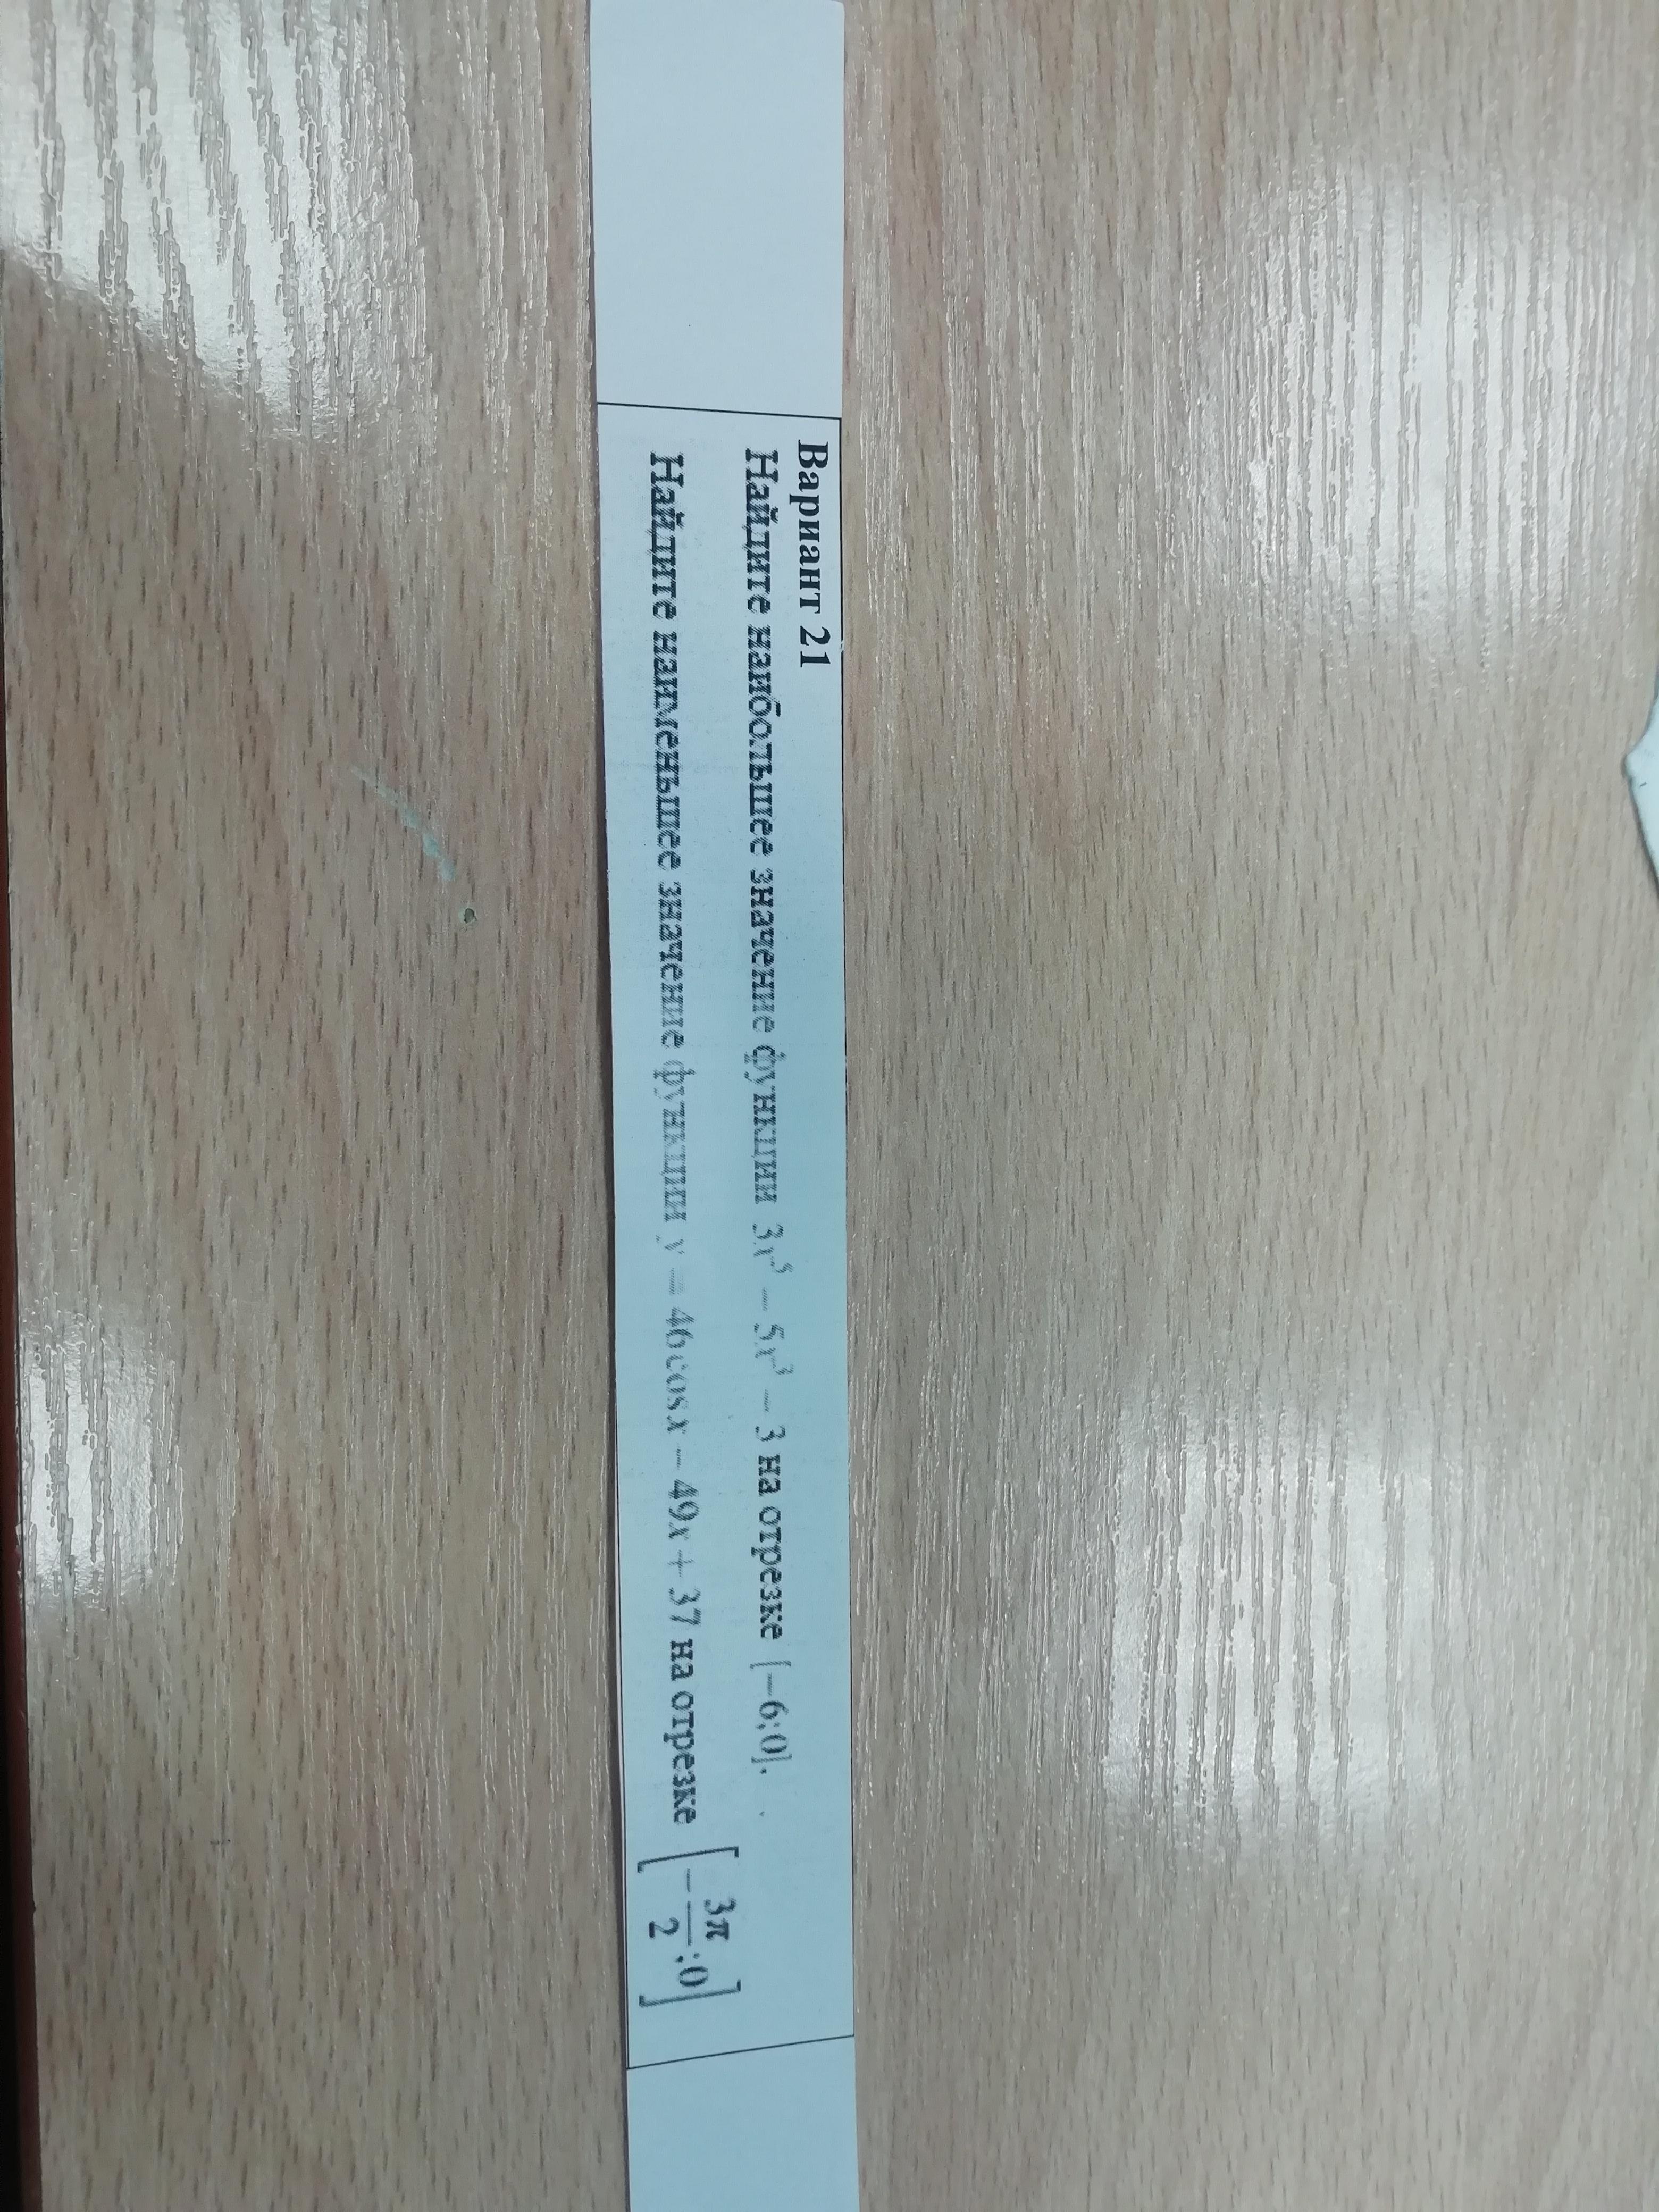 Вариант 21
Найдите наибольшее значение функции 3x⁵ − 5x³ − 3 на отрезке [−6;0].
Найдите наименьшее значение функции y = 46cosx − 49x + 37 на отрезке [−3π/2;0]